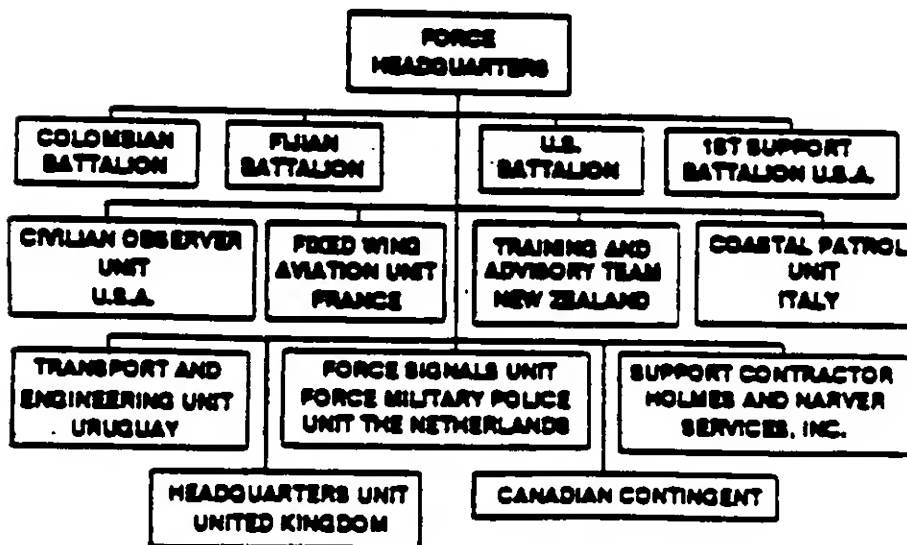 FORCE
HEADQUARTERS
COLOMBIAN
BATTALION
FIJIAN
BATTALION
U.S.
BATTALION
1ST SUPPORT
BATTALION U.S.A.
CIVILIAN OBSERVER
UNIT
U.S.A.
FIXED WING
AVIATION UNIT
FRANCE
TRAINING AND
ADVISORY TEAM
NEW ZEALAND
COASTAL PATROL
UNIT
ITALY
TRANSPORT AND
ENGINEERING UNIT
URUGUAY
FORCE SIGNALS UNIT
FORCE MILITARY POLICE
UNIT THE NETHERLANDS
SUPPORT CONTRACTOR
HOLMES AND NARVER
SERVICES, INC.
HEADQUARTERS UNIT
UNITED KINGDOM
CANADIAN CONTINGENT